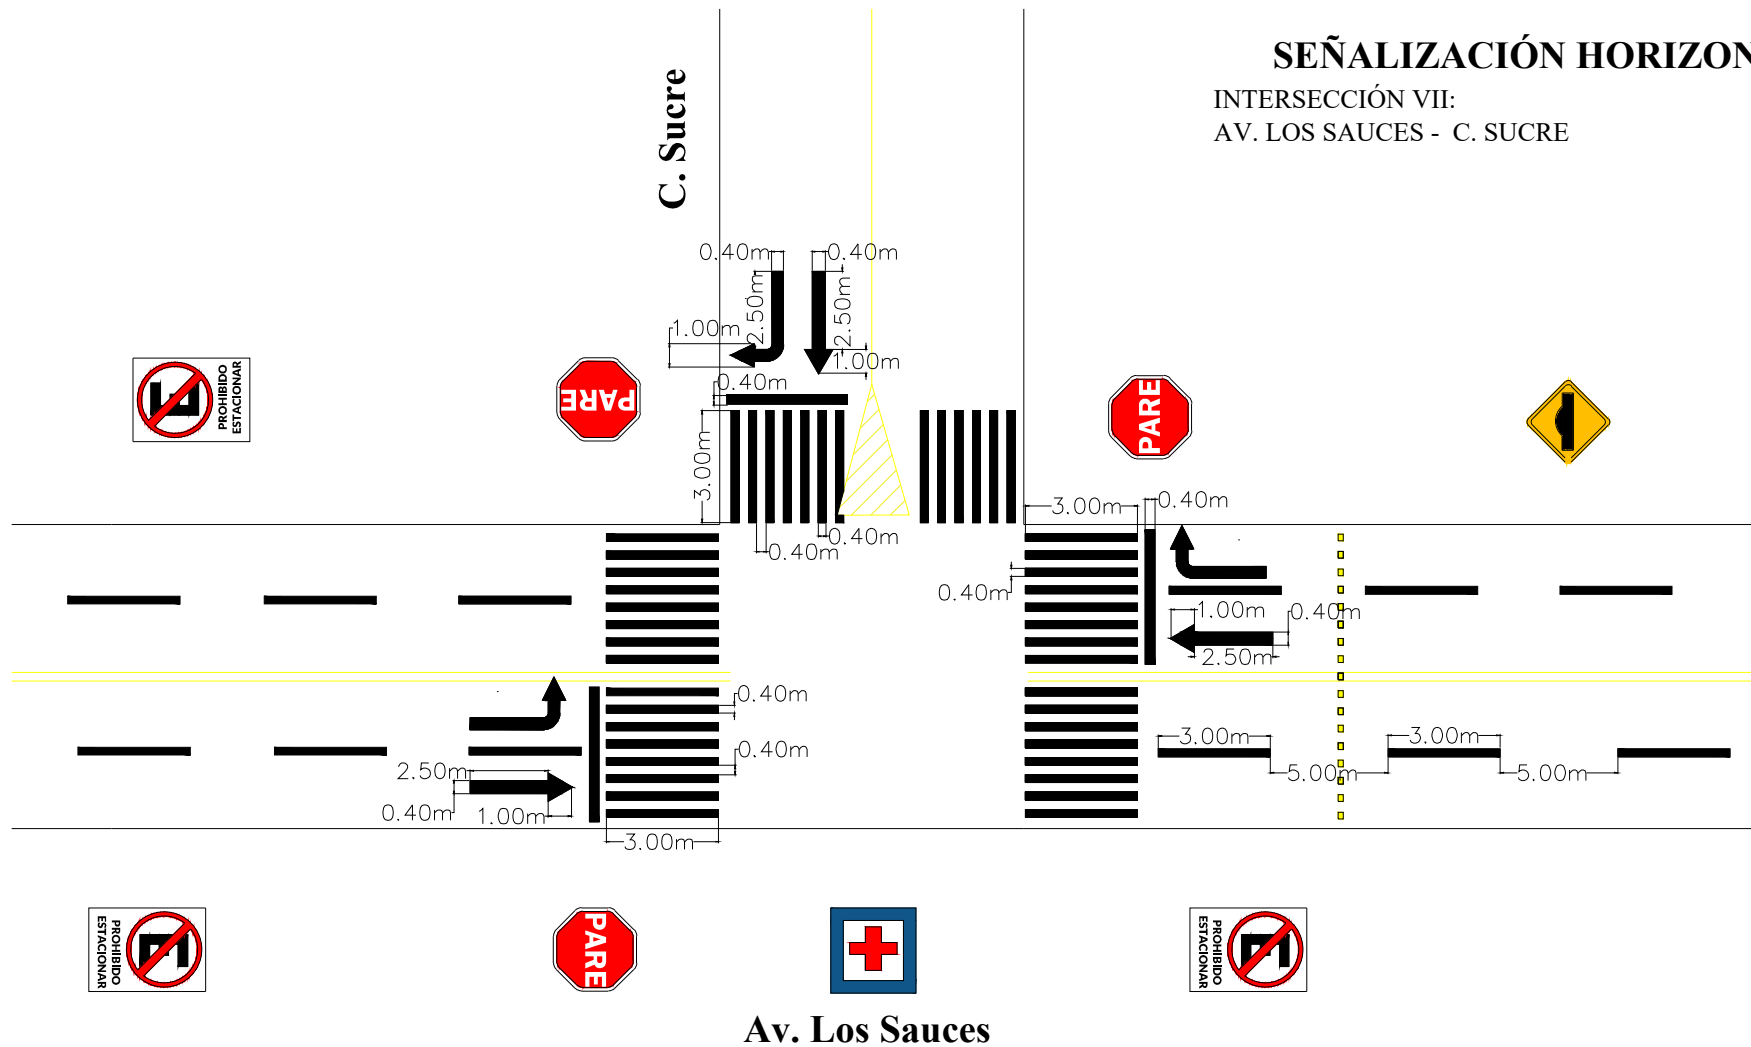 SEÑALIZACIÓN HORIZON
INTERSECCIÓN VII:
AV. LOS SAUCES - C. SUCRE
C. Sucre
0.40m
0.40m
2.50m
2.50m
1.00m
1.00m
0.40m
3.00m
0.40m
0.40m
PROHIBIDO
ESTACIONAR
PARE
PARE
3.00m
0.40m
0.40m
1.00m
0.40m
2.50m
0.40m
0.40m
3.00m
5.00m
3.00m
5.00m
2.50m
0.40m
1.00m
3.00m
PROHIBIDO
ESTACIONAR
PARE
PROHIBIDO
ESTACIONAR
Av. Los Sauces